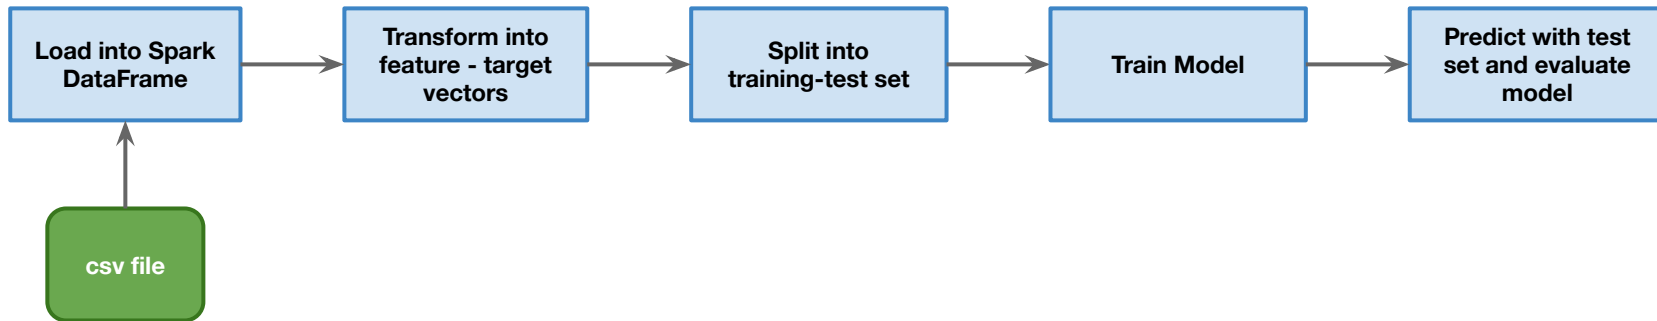 Load into Spark
DataFrame
Transform into
feature - target
vectors
Split into
training-test set
Train Model
Predict with test
set and evaluate
model
csv file